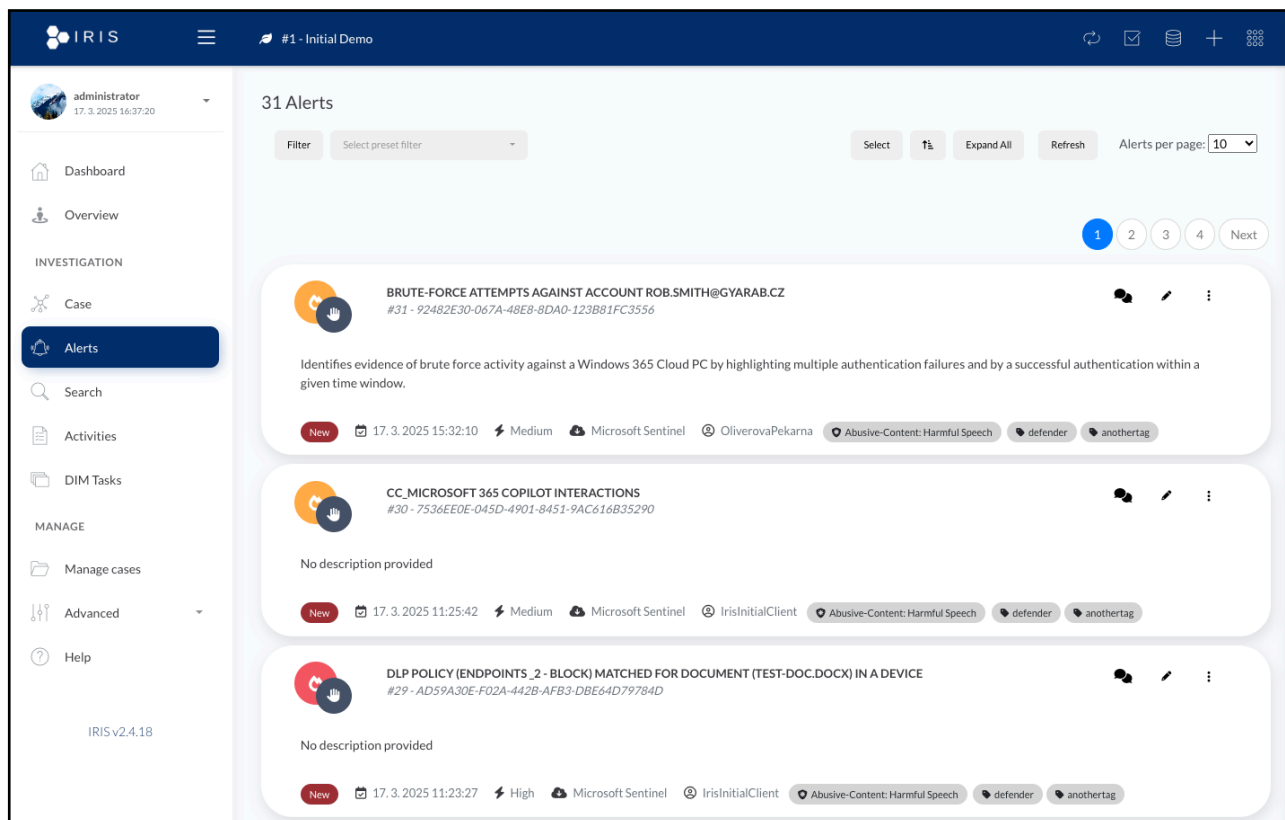 IRIS
#1 - Initial Demo
administrator
17. 3. 2025 16:37:20
Dashboard
Overview
INVESTIGATION
Case
Alerts
Search
Activities
DIM Tasks
MANAGE
Manage cases
Advanced
Help
IRIS v2.4.18
31 Alerts
Filter
Select preset filter
Select
Expand All
Refresh
Alerts per page: 10
1 2 3 4 Next
BRUTE-FORCE ATTEMPTS AGAINST ACCOUNT ROB.SMITH@GYARAB.CZ
#31 - 92482E30-067A-48E8-8DA0-123B81FC3556
Identifies evidence of brute force activity against a Windows 365 Cloud PC by highlighting multiple authentication failures and by a successful authentication within a
given time window.
New 17. 3. 2025 15:32:10 Medium Microsoft Sentinel OliverovaPekarna Abusive-Content: Harmful Speech defender anothertag
CC_MICROSOFT 365 COPILOT INTERACTIONS
#30 - 7536EE0E-045D-4901-8451-9AC616B35290
No description provided
New 17. 3. 2025 11:25:42 Medium Microsoft Sentinel IrisInitialClient Abusive-Content: Harmful Speech defender anothertag
DLP POLICY (ENDPOINTS_2 - BLOCK) MATCHED FOR DOCUMENT (TEST-DOC.DOCX) IN A DEVICE
#29 - AD59A30E-F02A-442B-AFB3-DBE64D79784D
No description provided
New 17. 3. 2025 11:23:27 High Microsoft Sentinel IrisInitialClient Abusive-Content: Harmful Speech defender anothertag